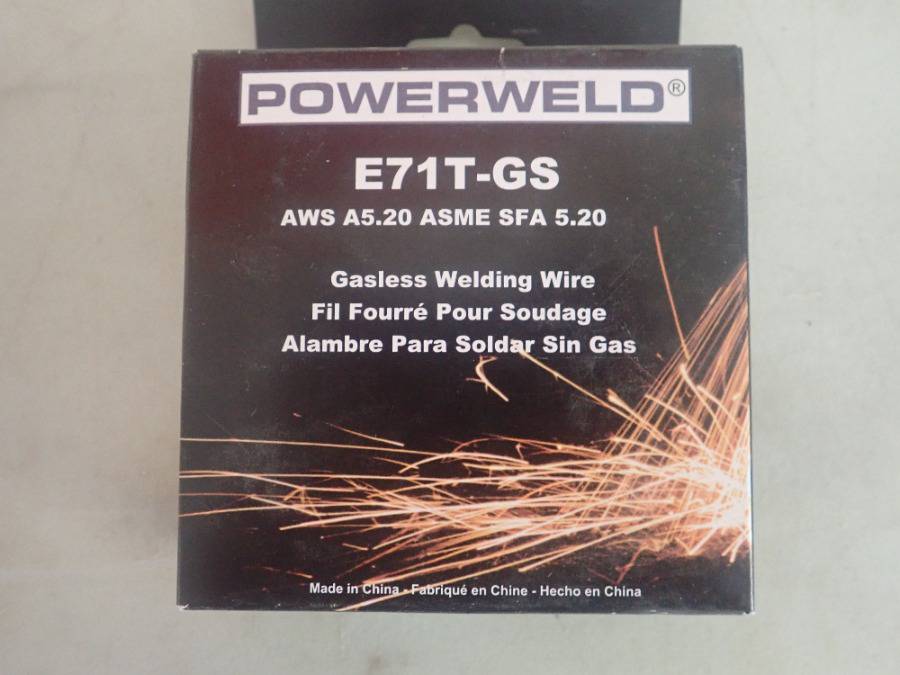 POWERWELD®
E71T-GS
AWS A5.20 ASME SFA 5.20
Gasless Welding Wire
Fil Fourré Pour Soudage
Alambre Para Soldar Sin Gas
Made in China - Fabriqué en Chine - Hecho en China